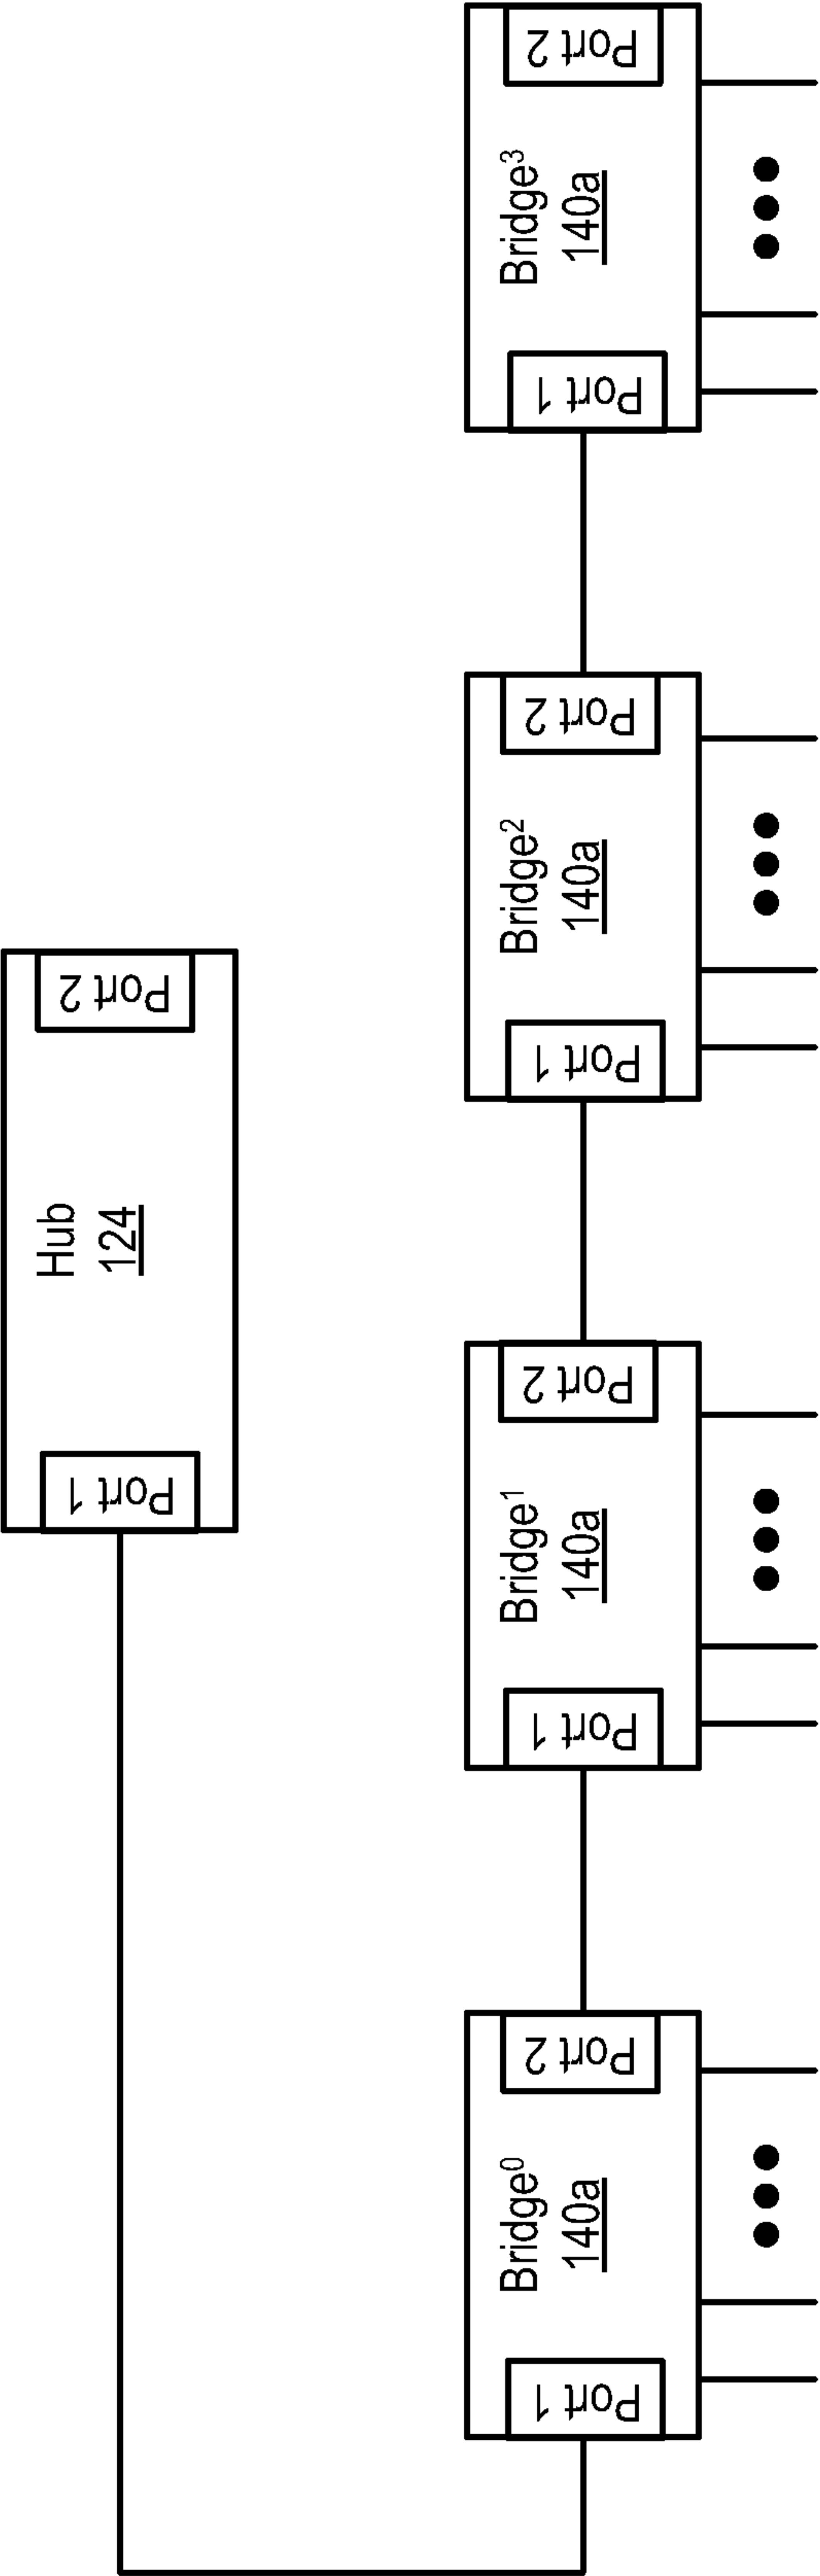 Hub
124
Port 1
Port 2
Bridge⁰
140a
Port 1
Port 2
Bridge¹
140a
Port 1
Port 2
Bridge²
140a
Port 1
Port 2
Bridge³
140a
Port 1
Port 2